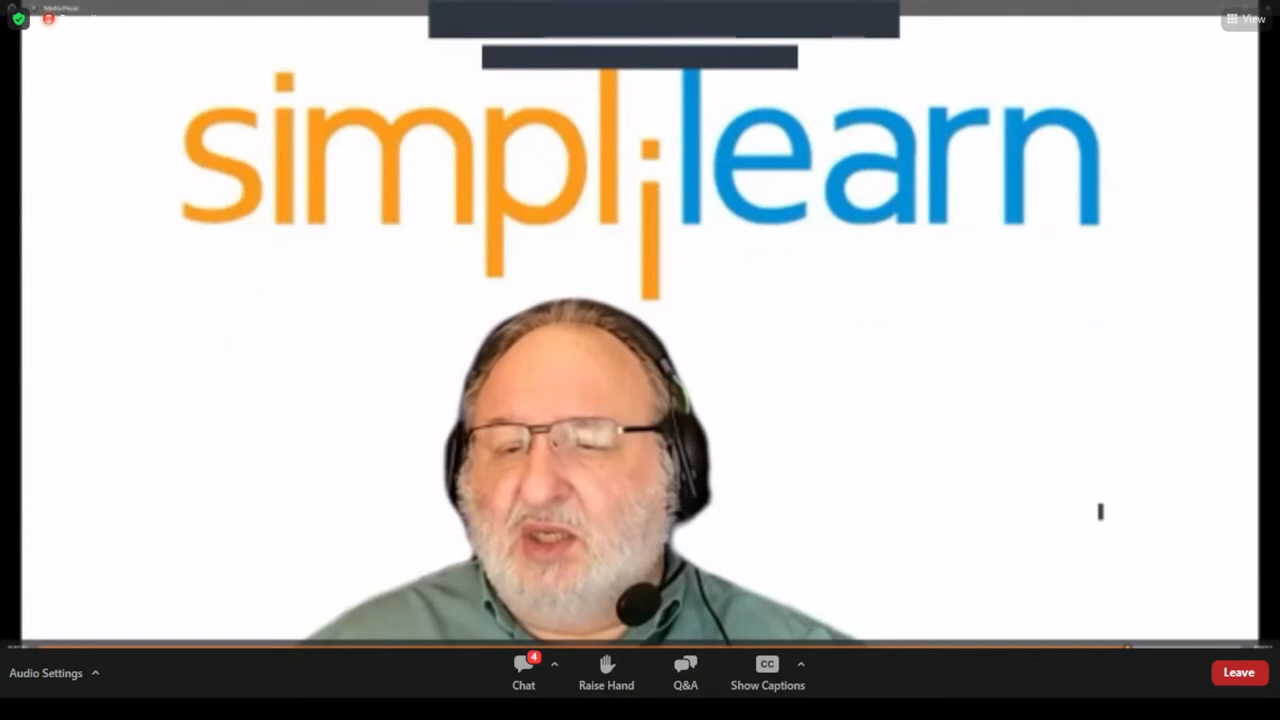 View
simplilearn
Audio Settings
4
Chat
Raise Hand
Q&A
CC
Show Captions
Leave